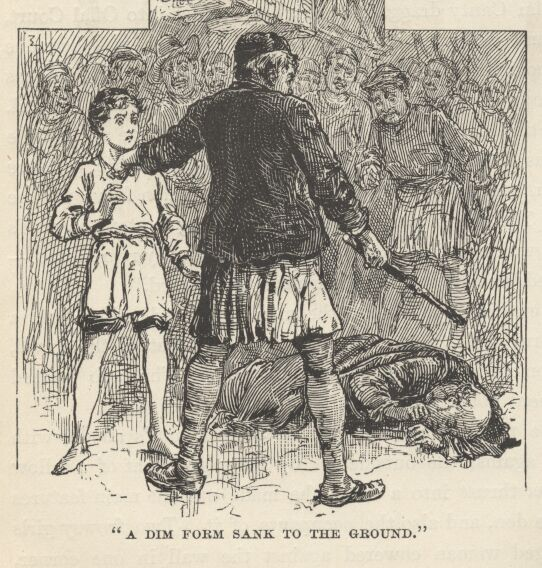 “A DIM FORM SANK TO THE GROUND.”